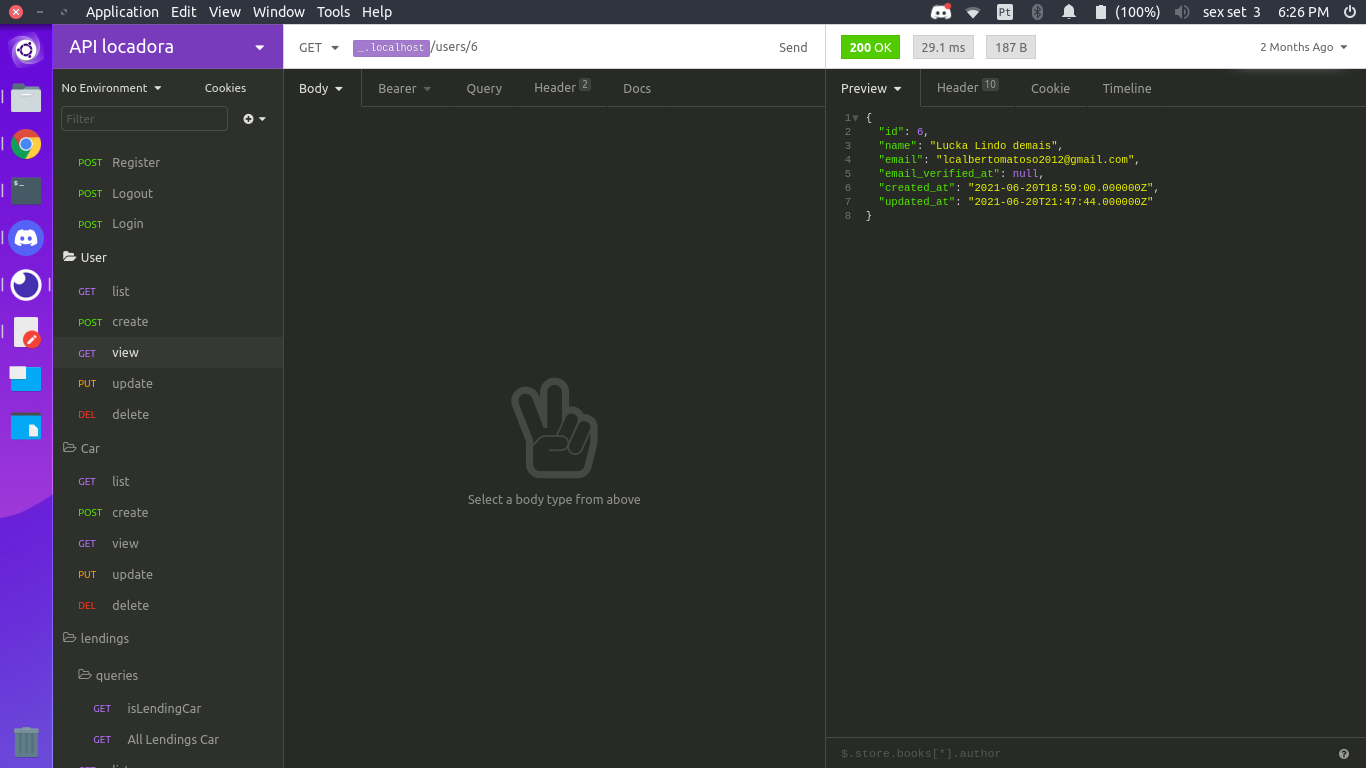 Application Edit View Window Tools Help
Pt (100%) sex set 3 6:26 PM
API locadora
GET _.localhost/users/6 Send
200 OK 29.1 ms 187 B 2 Months Ago
No Environment Cookies
Body Bearer Query Header 2 Docs
Preview Header 10 Cookie Timeline
Filter
POST Register
POST Logout
POST Login
User
GET list
POST create
GET view
PUT update
DEL delete
Car
GET list
POST create
GET view
PUT update
DEL delete
lendings
queries
GET isLendingCar
GET All Lendings Car
Select a body type from above
1 {
2 "id": 6,
3 "name": "Lucka Lindo demais",
4 "email": "lcalbertomatoso2012@gmail.com",
5 "email_verified_at": null,
6 "created_at": "2021-06-20T18:59:00.000000Z",
7 "updated_at": "2021-06-20T21:47:44.000000Z"
8 }
$.store.books[*].author